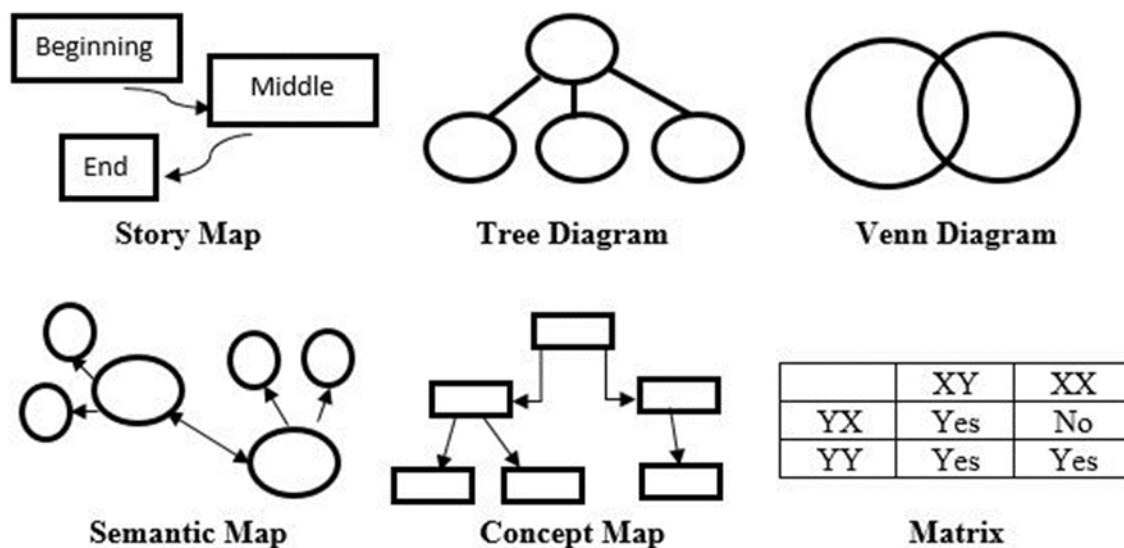 Beginning
Middle
End
Story Map
Tree Diagram
Venn Diagram
Semantic Map
Concept Map
XY XX
YX Yes No
YY Yes Yes
Matrix